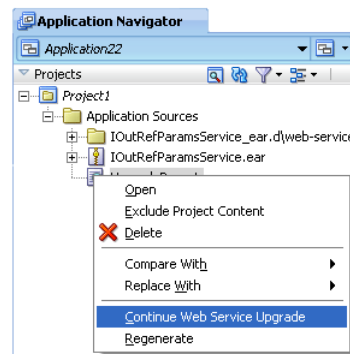 Application Navigator
Application22
Projects
Project1
Application Sources
IOutRefParamsService_ear.d\web-service
IOutRefParamsService.ear
Open
Exclude Project Content
Delete
Compare With
Replace With
Continue Web Service Upgrade
Regenerate